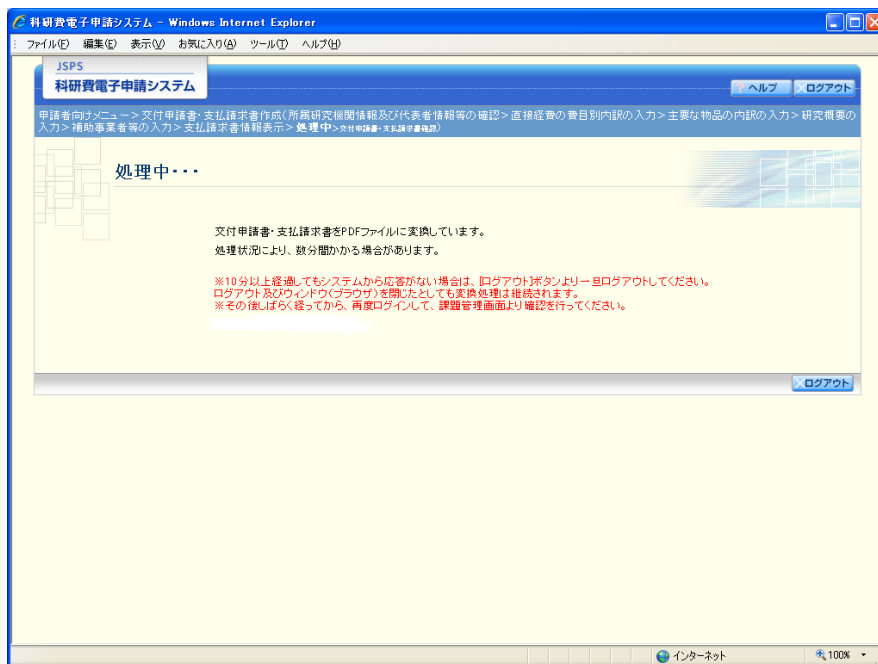 科研費電子申請システム - Windows Internet Explorer
ファイル(F) 編集(E) 表示(V) お気に入り(A) ツール(T) ヘルプ(H)
JSPS
科研費電子申請システム
? ヘルプ ログアウト
申請者向けメニュー>交付申請書・支払請求書作成(所属研究機関情報及び代表者情報等の確認>直接経費の費目別内訳の入力>主要な物品の内訳の入力>研究概要の
入力>補助事業者等の入力>支払請求書情報表示>処理中>交付申請書・支払請求書確認)
処理中・・・
交付申請書・支払請求書をPDFファイルに変換しています。
処理状況により、数分間かかる場合があります。
※10分以上経過してもシステムから応答がない場合は、[ログアウト]ボタンより一旦ログアウトしてください。
ログアウト及びウィンドウ(ブラウザ)を閉じたとしても変換処理は継続されます。
※その後しばらく経ってから、再度ログインして、課題管理画面より確認を行ってください。
ログアウト
インターネット 100%